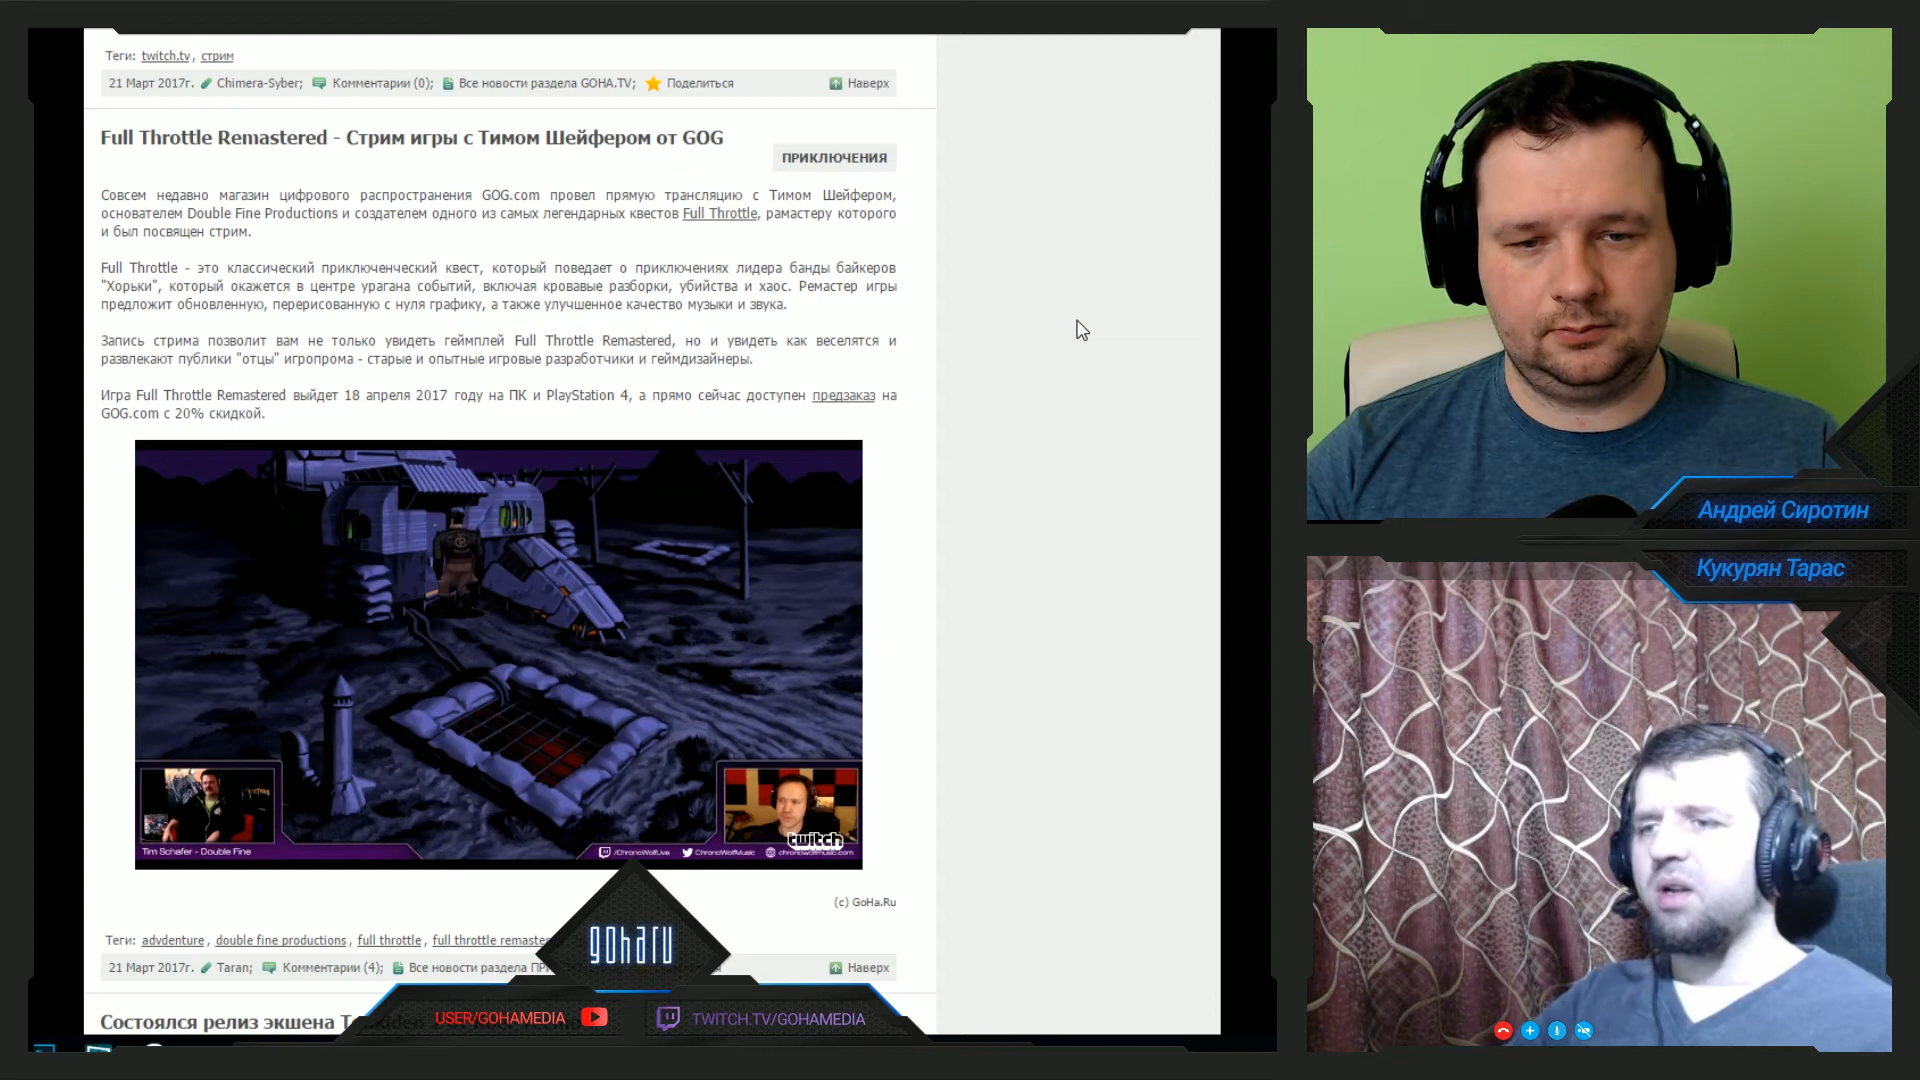 Теги: twitch.tv , стрим
21 Март 2017г. Chimera-Syber; Комментарии (0); Все новости раздела GOHA.TV; Поделиться Наверх
Full Throttle Remastered - Стрим игры с Тимом Шейфером от GOG
ПРИКЛЮЧЕНИЯ
Совсем недавно магазин цифрового распространения GOG.com провел прямую трансляцию с Тимом Шейфером,
основателем Double Fine Productions и создателем одного из самых легендарных квестов Full Throttle, рамастеру которого
и был посвящен стрим.
Full Throttle - это классический приключенческий квест, который поведает о приключениях лидера банды байкеров
"Хорьки", который окажется в центре урагана событий, включая кровавые разборки, убийства и хаос. Ремастер игры
предложит обновленную, перерисованную с нуля графику, а также улучшенное качество музыки и звука.
Запись стрима позволит вам не только увидеть геймплей Full Throttle Remastered, но и увидеть как веселятся и
развлекают публики "отцы" игропрома - старые и опытные игровые разработчики и геймдизайнеры.
Игра Full Throttle Remastered выйдет 18 апреля 2017 году на ПК и PlayStation 4, а прямо сейчас доступен предзаказ на
GOG.com с 20% скидкой.
twitch
Tim Schafer - Double Fine
/ChronoWolfLive ChronoWolfMusic chronowolfmusic.com
(c) GoHa.Ru
Теги: advdenture , double fine productions , full throttle , full throttle remaster
21 Март 2017г. Taran; Комментарии (4); Все новости раздела Наверх
Состоялся релиз экшена
goharu
USER/GOHAMEDIA
TWITCH.TV/GOHAMEDIA
Андрей Сиротин
Кукурян Тарас